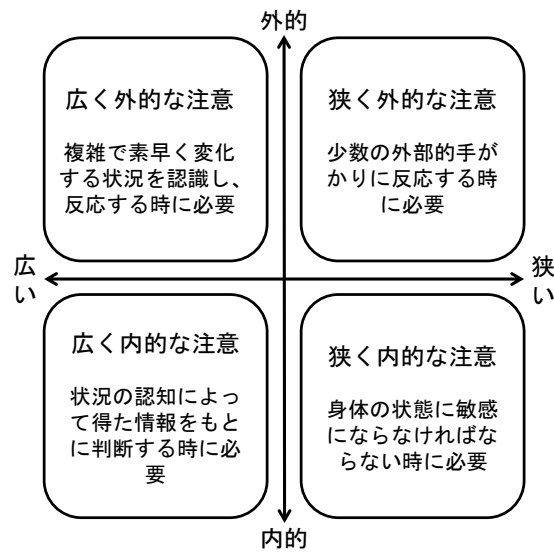 外的
広く外的な注意
複雑で素早く変化
する状況を認識し、
反応する時に必要
狭く外的な注意
少数の外部的手が
かりに反応する時
に必要
広
い
狭
い
広く内的な注意
状況の認知によっ
て得た情報をもと
に判断する時に必
要
狭く内的な注意
身体の状態に敏感
にならなければな
らない時に必要
内的